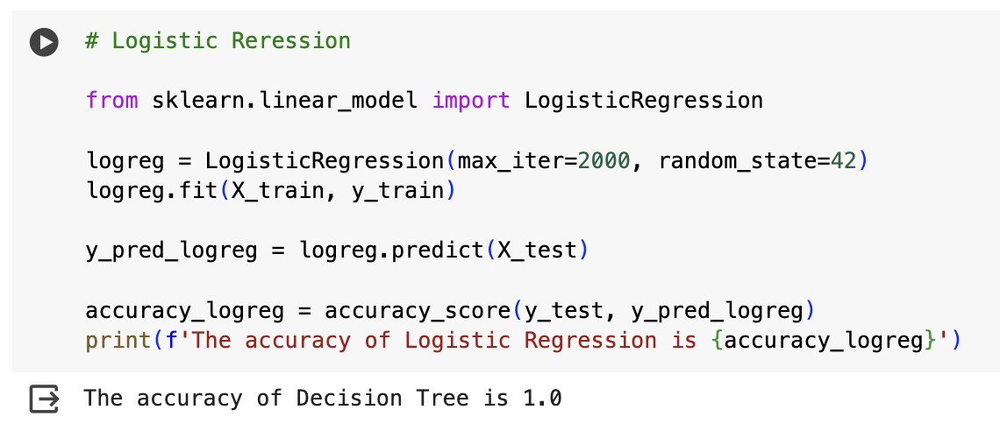 # Logistic Reression
from sklearn.linear_model import LogisticRegression
logreg = LogisticRegression(max_iter=2000, random_state=42)
logreg.fit(X_train, y_train)
y_pred_logreg = logreg.predict(X_test)
accuracy_logreg = accuracy_score(y_test, y_pred_logreg)
print(f'The accuracy of Logistic Regression is {accuracy_logreg}')
The accuracy of Decision Tree is 1.0